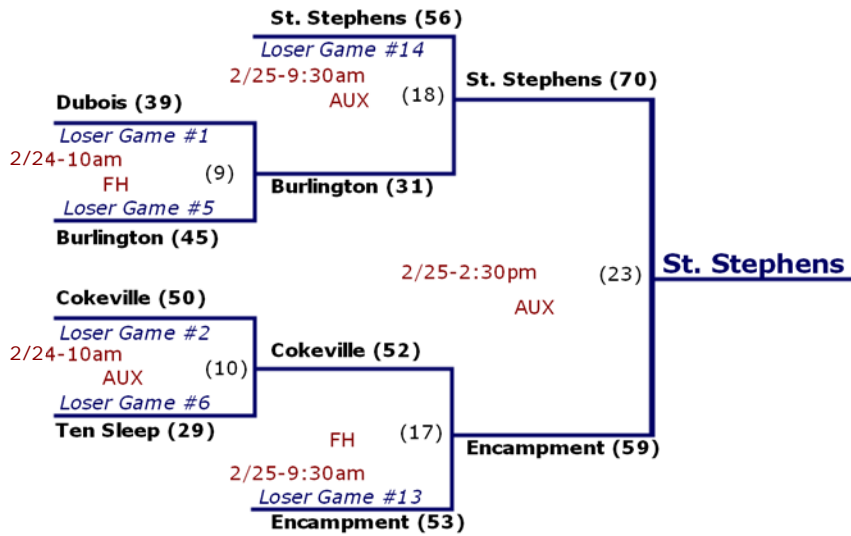 St. Stephens (56)
Loser Game #14
2/25-9:30am
AUX
(18)
St. Stephens (70)
Dubois (39)
Loser Game #1
2/24-10am
(9)
FH
Loser Game #5
Burlington (45)
Burlington (31)
2/25-2:30pm
(23)
AUX
St. Stephens
Cokeville (50)
Loser Game #2
2/24-10am
(10)
AUX
Loser Game #6
Ten Sleep (29)
Cokeville (52)
FH
(17)
2/25-9:30am
Loser Game #13
Encampment (53)
Encampment (59)